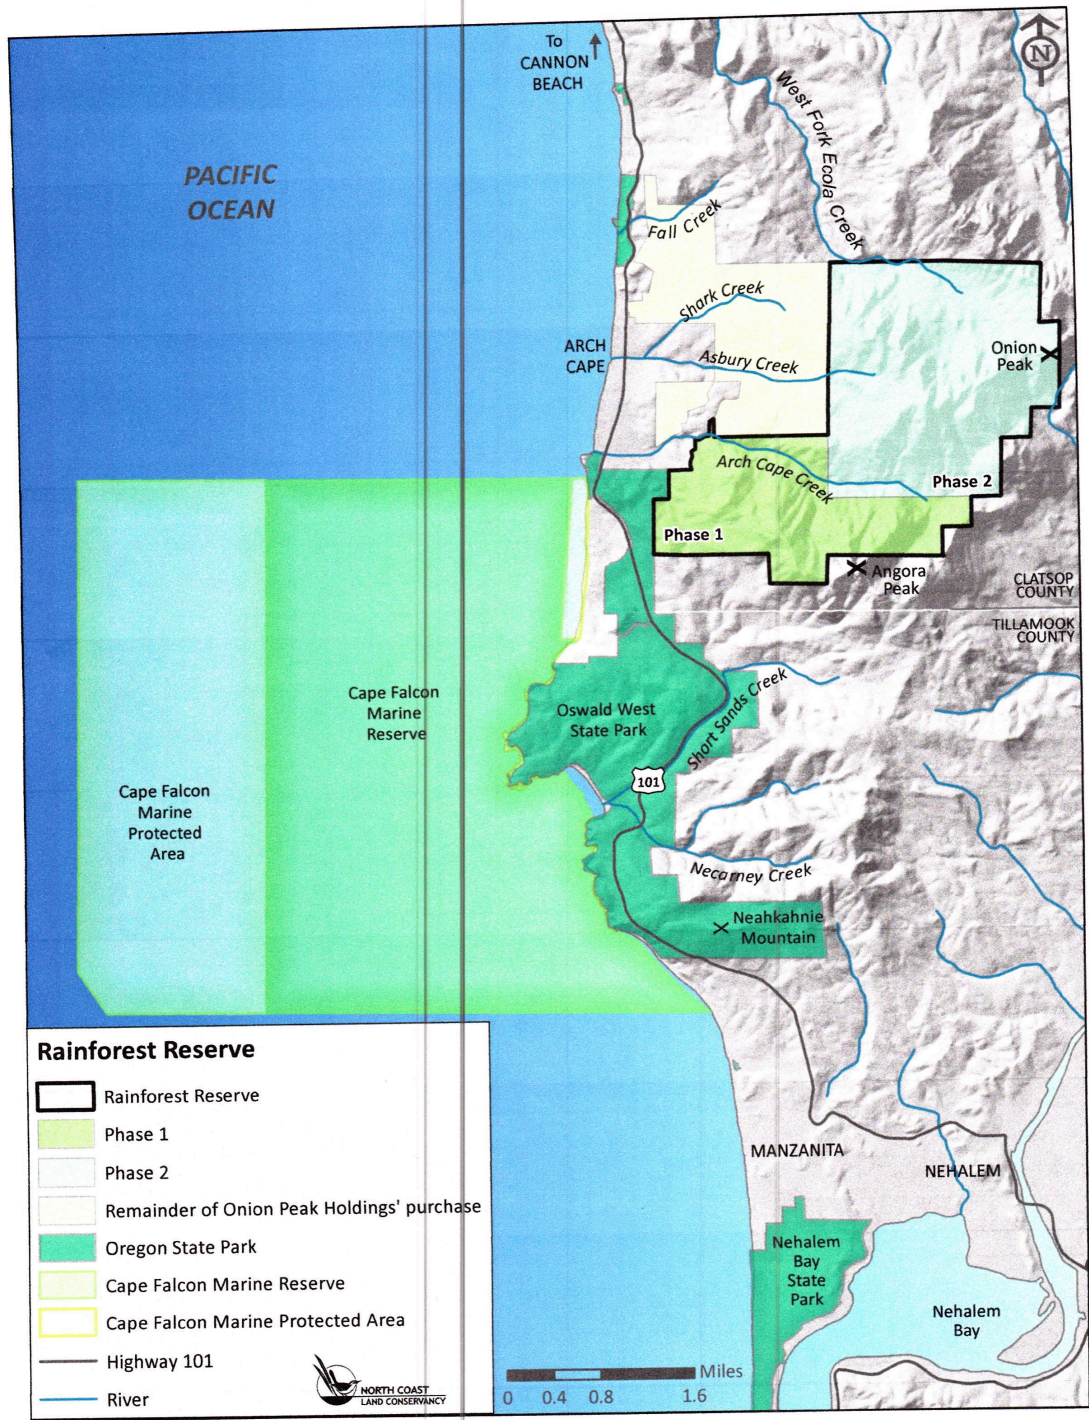 To
CANNON
BEACH
N
PACIFIC
OCEAN
West Fork Ecola Creek
Fall Creek
Shark Creek
ARCH
CAPE
Asbury Creek
Onion
Peak
Arch Cape Creek
Phase 2
Phase 1
Angora
Peak
CLATSOP
COUNTY
TILLAMOOK
COUNTY
Cape Falcon
Marine
Reserve
Oswald West
State Park
Short Sands Creek
101
Cape Falcon
Marine
Protected
Area
Necarney Creek
Neahkahnie
Mountain
MANZANITA
NEHALEM
Nehalem
Bay
State
Park
Nehalem
Bay
Rainforest Reserve
Rainforest Reserve
Phase 1
Phase 2
Remainder of Onion Peak Holdings' purchase
Oregon State Park
Cape Falcon Marine Reserve
Cape Falcon Marine Protected Area
Highway 101
River
NORTH COAST
LAND CONSERVANCY
Miles
0 0.4 0.8 1.6